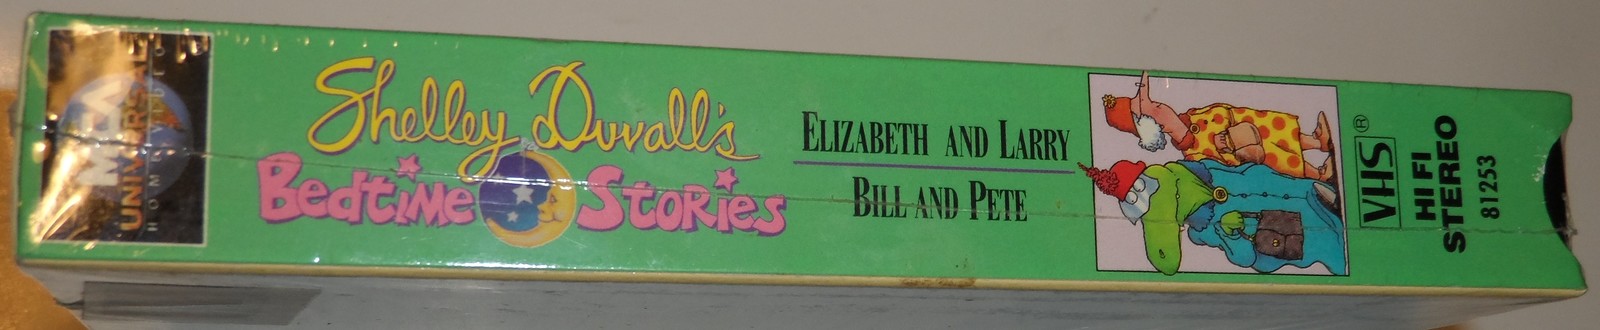 MCA
UNIVERSAL
HOME VIDEO
Shelley Duvall's
Bedtime Stories
ELIZABETH AND LARRY
BILL AND PETE
VHS®
HI FI
STEREO
81253